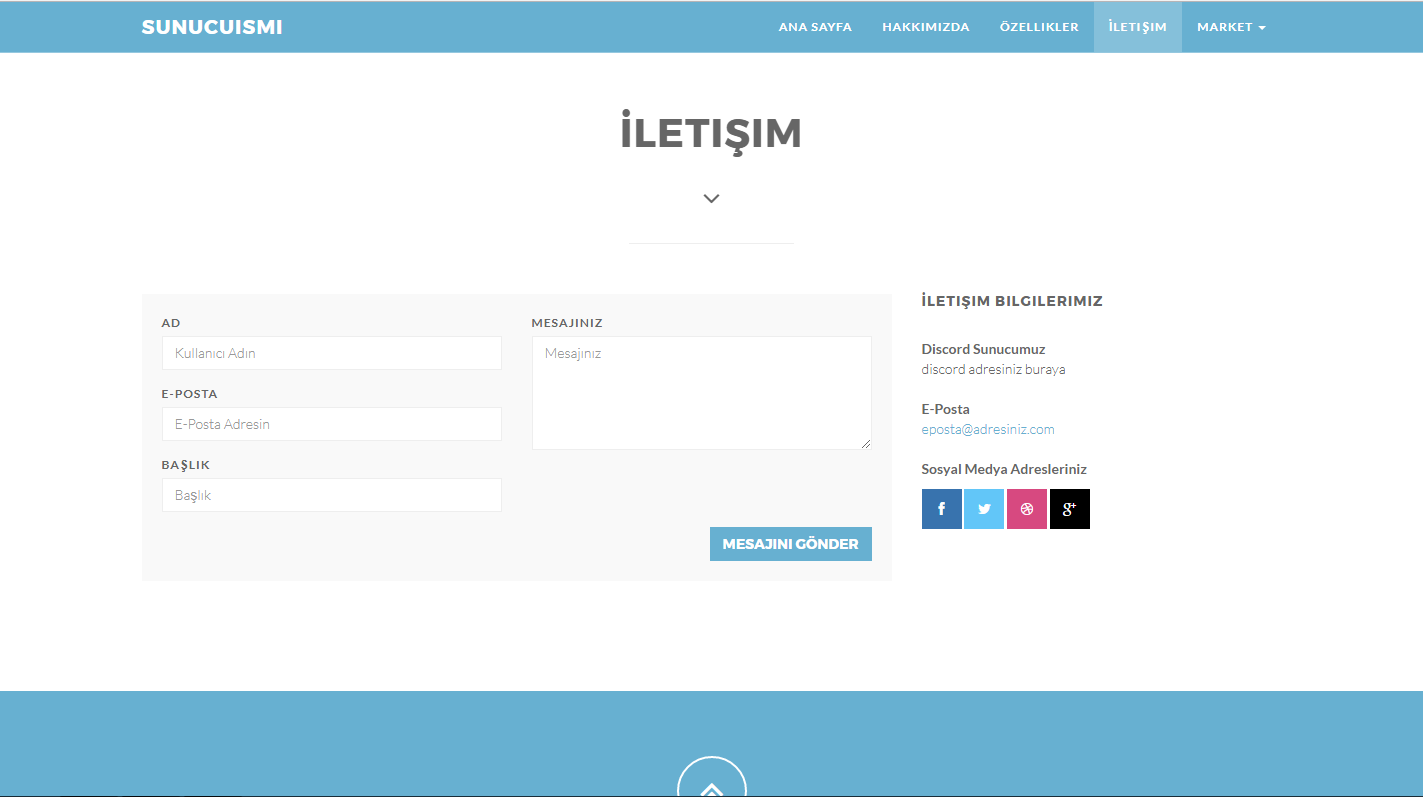 SUNUCUISMI
ANA SAYFA HAKKIMIZDA ÖZELLIKLER İLETIŞIM MARKET
İLETIŞIM
AD
Kullanıcı Adın
E-POSTA
E-Posta Adresin
BAŞLIK
Başlık
MESAJINIZ
Mesajınız
MESAJINI GÖNDER
İLETIŞIM BILGILERIMIZ
Discord Sunucumuz
discord adresiniz buraya
E-Posta
eposta@adresiniz.com
Sosyal Medya Adresleriniz